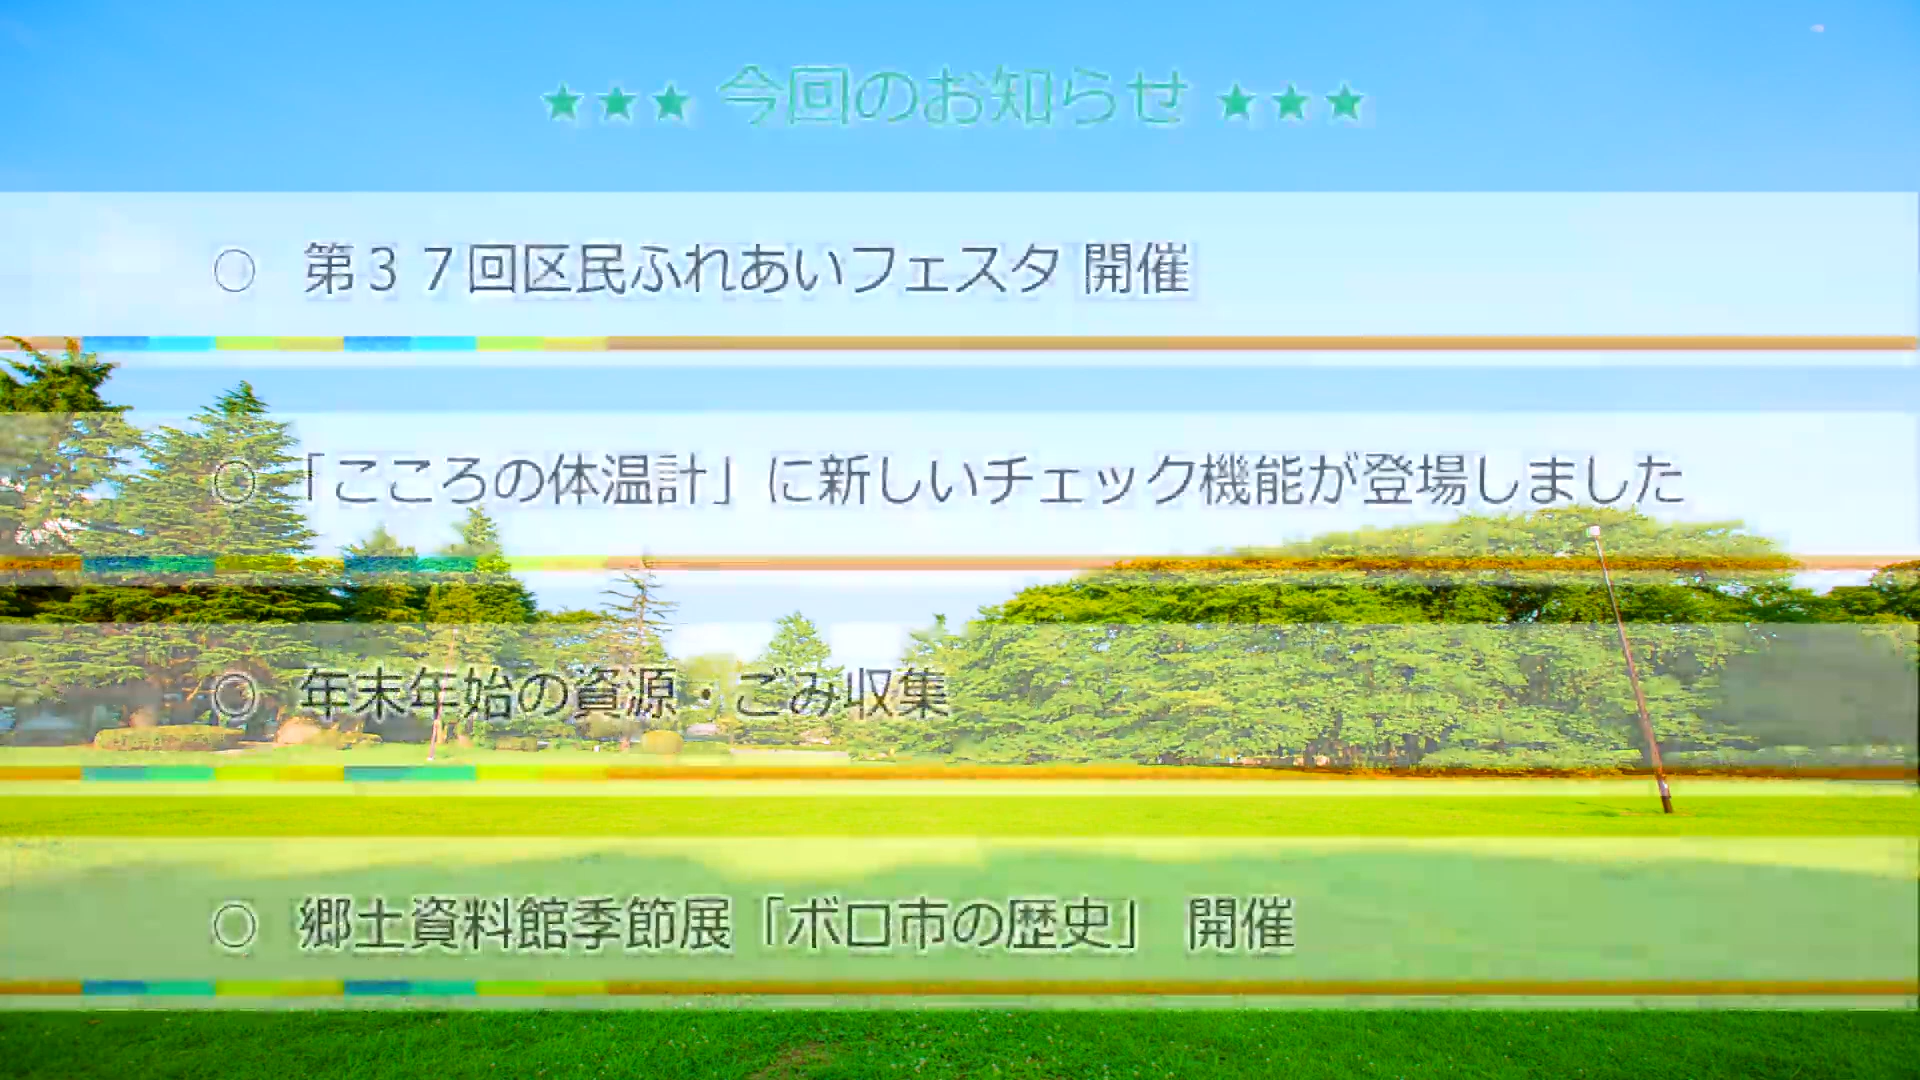 ★★★ 今回のお知らせ ★★★
○ 第３７回区民ふれあいフェスタ 開催
○ 「こころの体温計」に新しいチェック機能が登場しました
○ 年末年始の資源・ごみ収集
○ 郷土資料館季節展「ボロ市の歴史」 開催